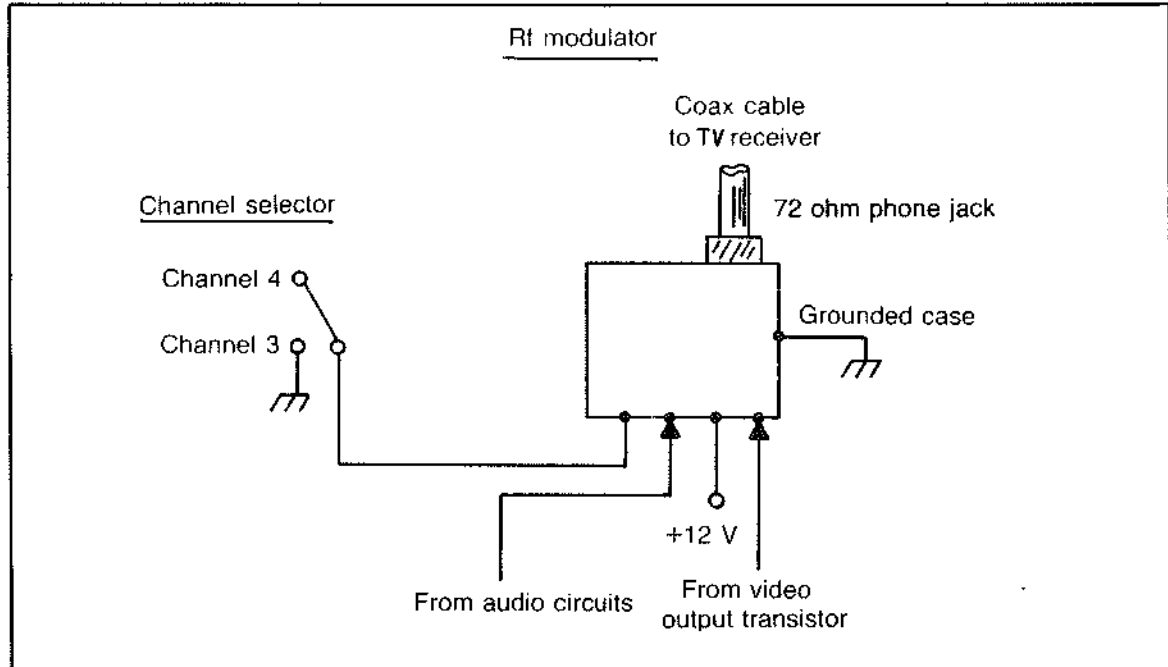 Rf modulator
Coax cable
to TV receiver
72 ohm phone jack
Channel selector
Channel 4
Channel 3
Grounded case
+12 V
From audio circuits
From video
output transistor